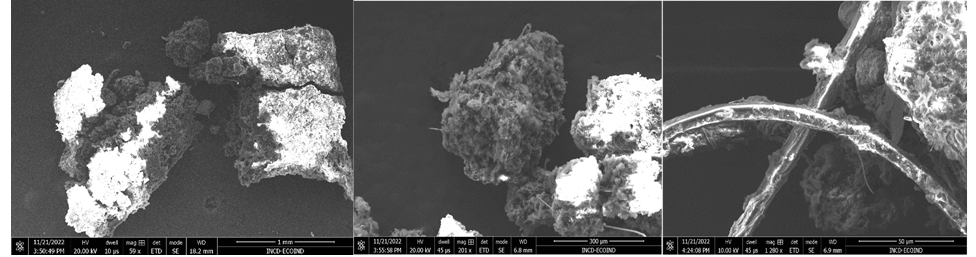 11/21/2022 HV dwell mag det mode WD 1 mm
3:50:49 PM 20.00 kV 10 µs 59 x ETD SE 18.2 mm INCD-ECOIND
11/21/2022 HV dwell mag det mode WD 300 µm
3:55:58 PM 20.00 kV 45 µs 201 x ETD SE 6.8 mm INCD-ECOIND
11/21/2022 HV dwell mag det mode WD 50 µm
4:24:08 PM 10.00 kV 45 µs 1 280 x ETD SE 6.9 mm INCD-ECOIND